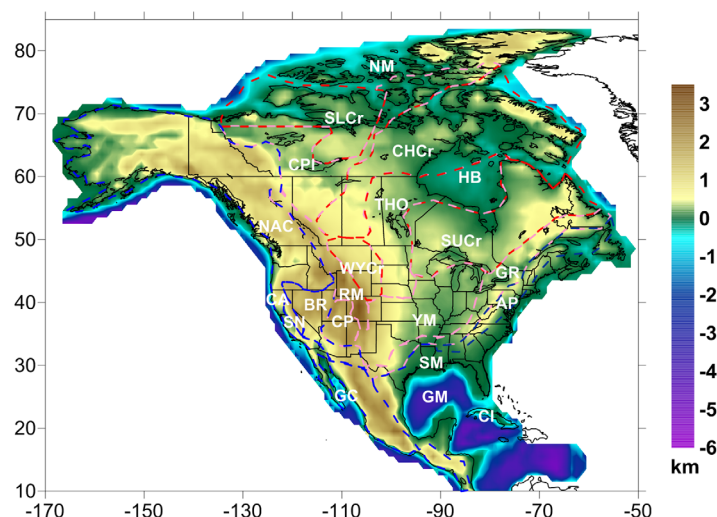 80
70
60
50
40
30
20
10
-170
-150
-130
-110
-90
-70
-50
NM
SLCr
CHCr
CPl
HB
THO
NAC
SUCr
WYCr
GR
CA
BR
RM
AP
SN
CP
YM
SM
GC
GM
CI
3
2
1
0
-1
-2
-3
-4
-5
-6
km